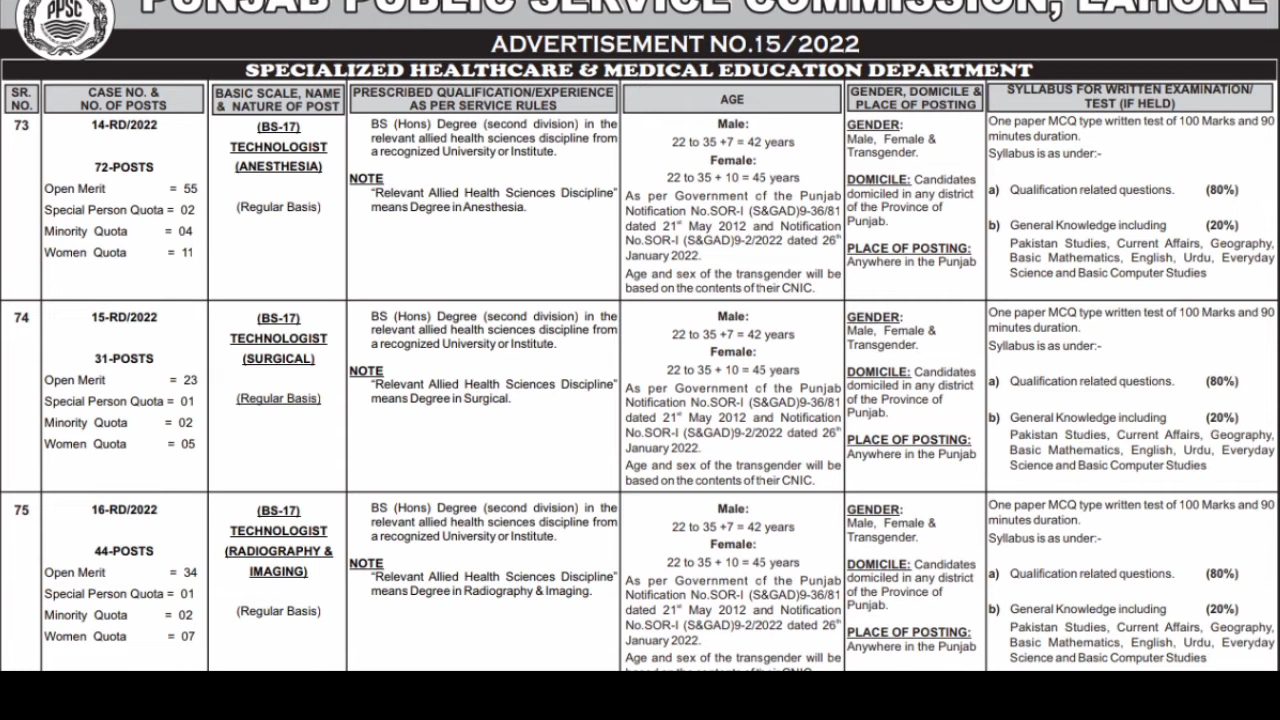 PPSC
PUNJAB PUBLIC SERVICE COMMISSION, LAHORE
ADVERTISEMENT NO.15/2022
SPECIALIZED HEALTHCARE & MEDICAL EDUCATION DEPARTMENT
SR. NO.
CASE NO. & NO. OF POSTS
BASIC SCALE, NAME & NATURE OF POST
PRESCRIBED QUALIFICATION/EXPERIENCE AS PER SERVICE RULES
AGE
GENDER, DOMICILE & PLACE OF POSTING
SYLLABUS FOR WRITTEN EXAMINATION/ TEST (IF HELD)
73
14-RD/2022
72-POSTS
Open Merit = 55
Special Person Quota = 02
Minority Quota = 04
Women Quota = 11
(BS-17)
TECHNOLOGIST
(ANESTHESIA)
(Regular Basis)
BS (Hons) Degree (second division) in the
relevant allied health sciences discipline from
a recognized University or Institute.
NOTE
"Relevant Allied Health Sciences Discipline"
means Degree in Anesthesia.
Male:
22 to 35 +7 = 42 years
Female:
22 to 35 + 10 = 45 years
As per Government of the Punjab
Notification No.SOR-I (S&GAD)9-36/81
dated 21st May 2012 and Notification
No.SOR-I (S&GAD)9-2/2022 dated 26th
January 2022.
Age and sex of the transgender will be
based on the contents of their CNIC.
GENDER:
Male, Female &
Transgender.
DOMICILE: Candidates
domiciled in any district
of the Province of
Punjab.
PLACE OF POSTING:
Anywhere in the Punjab
One paper MCQ type written test of 100 Marks and 90
minutes duration.
Syllabus is as under:-
a) Qualification related questions. (80%)
b) General Knowledge including (20%)
Pakistan Studies, Current Affairs, Geography,
Basic Mathematics, English, Urdu, Everyday
Science and Basic Computer Studies
74
15-RD/2022
31-POSTS
Open Merit = 23
Special Person Quota = 01
Minority Quota = 02
Women Quota = 05
(BS-17)
TECHNOLOGIST
(SURGICAL)
(Regular Basis)
BS (Hons) Degree (second division) in the
relevant allied health sciences discipline from
a recognized University or Institute.
NOTE
"Relevant Allied Health Sciences Discipline"
means Degree in Surgical.
Male:
22 to 35 +7 = 42 years
Female:
22 to 35 + 10 = 45 years
As per Government of the Punjab
Notification No.SOR-I (S&GAD)9-36/81
dated 21st May 2012 and Notification
No.SOR-I (S&GAD)9-2/2022 dated 26th
January 2022.
Age and sex of the transgender will be
based on the contents of their CNIC.
GENDER:
Male, Female &
Transgender.
DOMICILE: Candidates
domiciled in any district
of the Province of
Punjab.
PLACE OF POSTING:
Anywhere in the Punjab
One paper MCQ type written test of 100 Marks and 90
minutes duration.
Syllabus is as under:-
a) Qualification related questions. (80%)
b) General Knowledge including (20%)
Pakistan Studies, Current Affairs, Geography,
Basic Mathematics, English, Urdu, Everyday
Science and Basic Computer Studies
75
16-RD/2022
44-POSTS
Open Merit = 34
Special Person Quota = 01
Minority Quota = 02
Women Quota = 07
(BS-17)
TECHNOLOGIST
(RADIOGRAPHY &
IMAGING)
(Regular Basis)
BS (Hons) Degree (second division) in the
relevant allied health sciences discipline from
a recognized University or Institute.
NOTE
"Relevant Allied Health Sciences Discipline"
means Degree in Radiography & Imaging.
Male:
22 to 35 +7 = 42 years
Female:
22 to 35 + 10 = 45 years
As per Government of the Punjab
Notification No.SOR-I (S&GAD)9-36/81
dated 21st May 2012 and Notification
No.SOR-I (S&GAD)9-2/2022 dated 26th
January 2022.
Age and sex of the transgender will be
based on the contents of their CNIC.
GENDER:
Male, Female &
Transgender.
DOMICILE: Candidates
domiciled in any district
of the Province of
Punjab.
PLACE OF POSTING:
Anywhere in the Punjab
One paper MCQ type written test of 100 Marks and 90
minutes duration.
Syllabus is as under:-
a) Qualification related questions. (80%)
b) General Knowledge including (20%)
Pakistan Studies, Current Affairs, Geography,
Basic Mathematics, English, Urdu, Everyday
Science and Basic Computer Studies